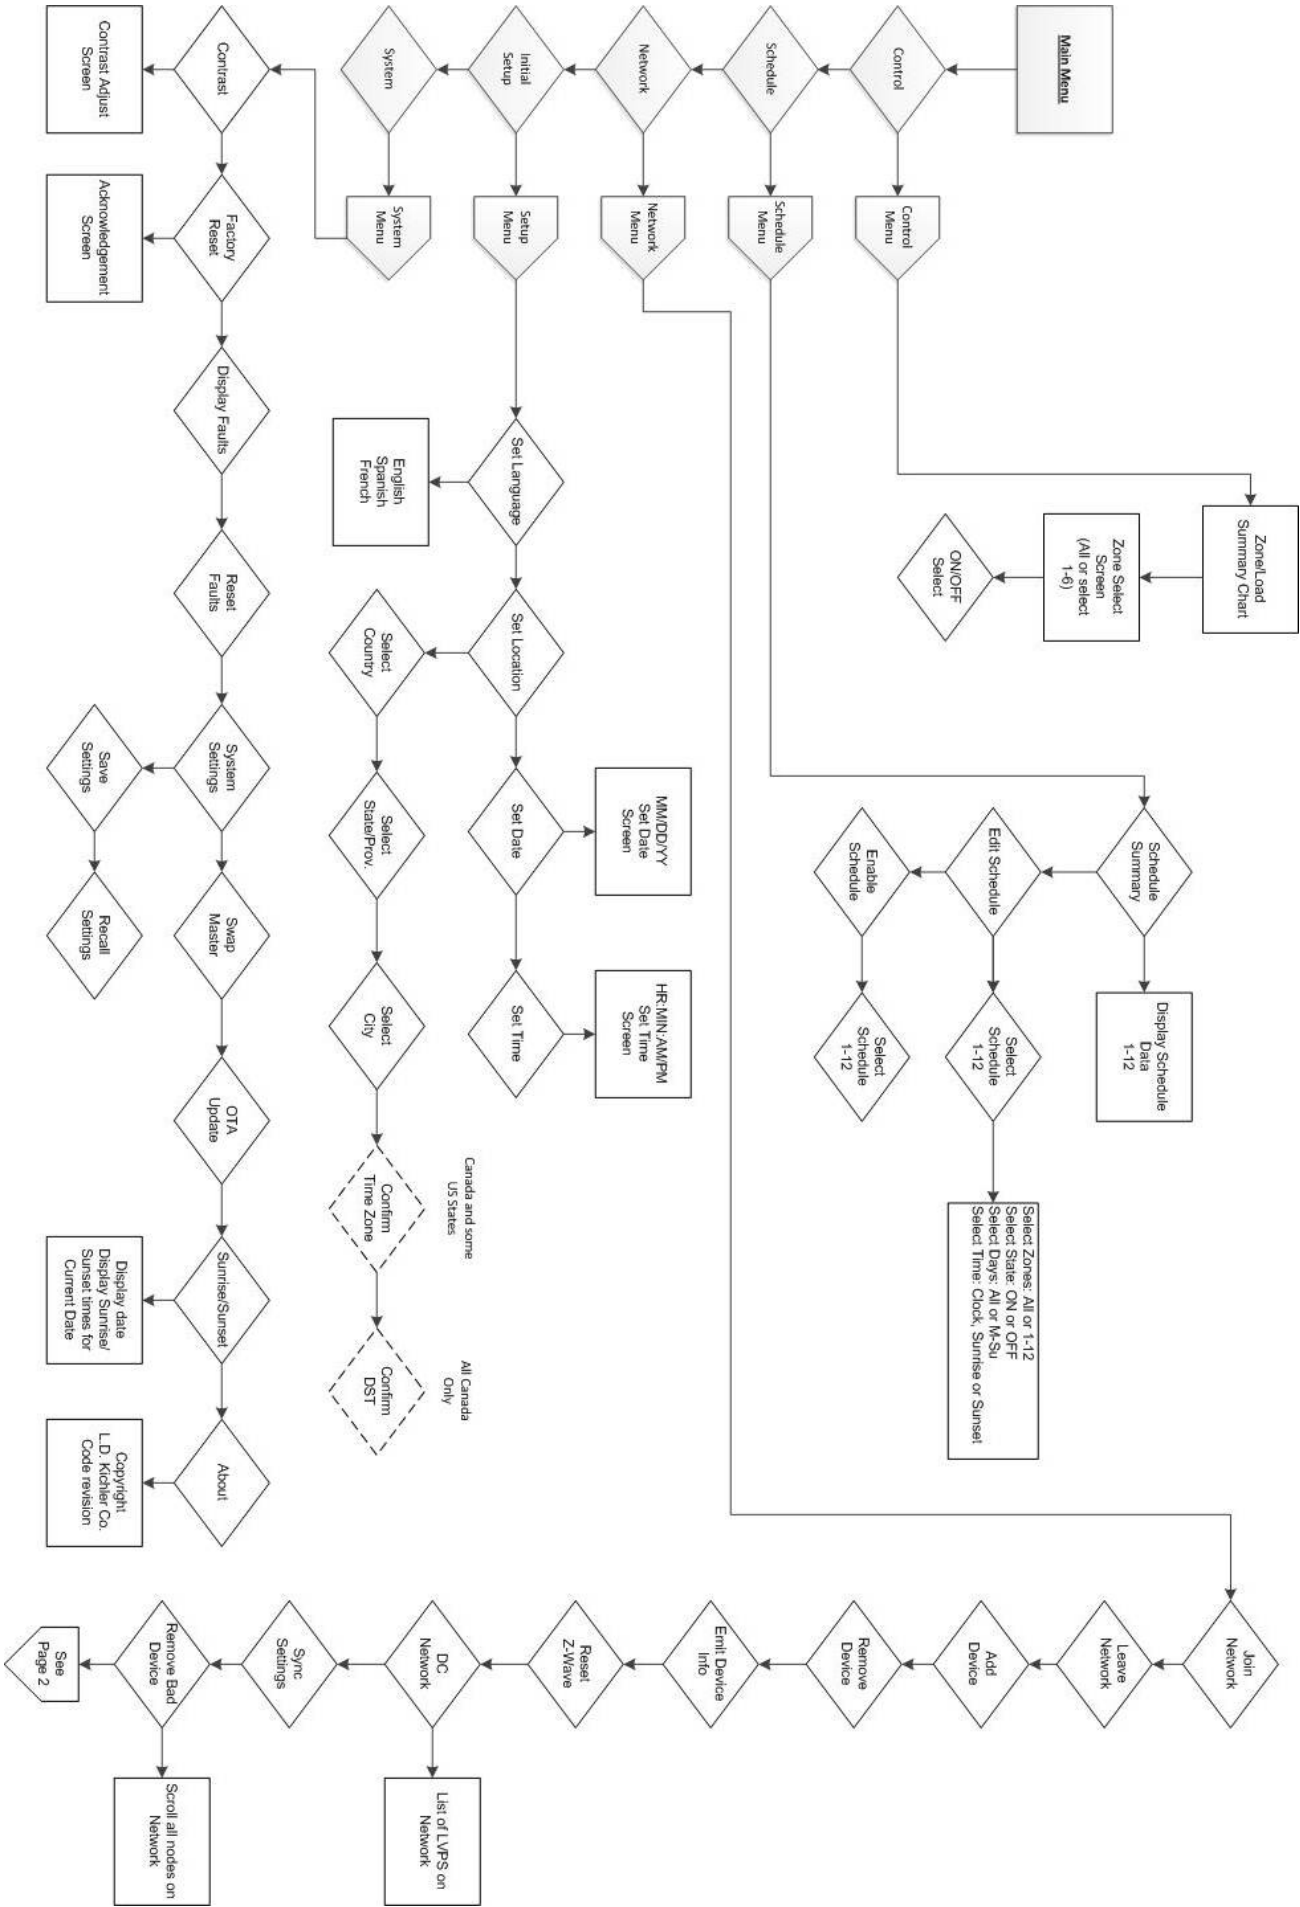 Main Menu
Control
Control
Menu
Zone/Load
Summary Chart
Zone Select
Screen
(All or select
1-6)
ON/OFF
Select
Schedule
Schedule
Menu
Schedule
Summary
Display Schedule
Data
1-12
Edit Schedule
Select
Schedule
1-12
Select Zones: All or 1-12
Select State: ON or OFF
Select Days: All or M-Su
Select Time: Clock, Sunrise or Sunset
Enable
Schedule
Select
Schedule
1-12
Network
Network
Menu
Join
Network
Leave
Network
Add
Device
Remove
Device
Emit Device
Info
Reset
Z-Wave
DC
Network
List of LVPS on
Network
Sync
Settings
Remove Bad
Device
Scroll all nodes on
Network
See
Page 2
Initial
Setup
Setup
Menu
Set Language
English
Spanish
French
Set Location
Select
Country
Select
State/Prov.
Select
City
Canada and some
US States
Confirm
Time Zone
All Canada
Only
Confirm
DST
Set Date
MM/DD/YY
Set Date
Screen
Set Time
HR:MIN:AM/PM
Set Time
Screen
System
System
Menu
Contrast
Contrast Adjust
Screen
Factory
Reset
Acknowledgement
Screen
Display Faults
Reset
Faults
System
Settings
Save
Settings
Recall
Settings
Swap
Master
OTA
Update
Sunrise/Sunset
Display date
Display Sunrise/
Sunset times for
Current Date
About
Copyright
L.D. Kichler Co.
Code revision